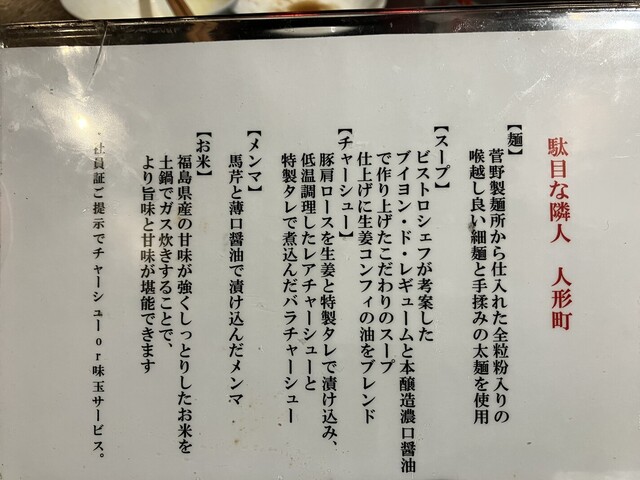 駄目な隣人　人形町
【麺】
菅野製麺所から仕入れた全粒粉入りの
喉越し良い細麺と手揉みの太麺を使用
【スープ】
ビストロシェフが考案した
ブイヨン・ド・レギュームと本醸造濃口醤油
で作り上げたこだわりのスープ
仕上げに生姜コンフィの油をブレンド
【チャーシュー】
豚肩ロースを生姜と特製タレで漬け込み、
低温調理したレアチャーシューと
特製タレで煮込んだバラチャーシュー
【メンマ】
馬芹と薄口醤油で漬け込んだメンマ
【お米】
福島県産の甘味が強くしっとりしたお米を
土鍋でガス炊きすることで、
より旨味と甘味が堪能できます
・社員証ご提示でチャーシューor味玉サービス。